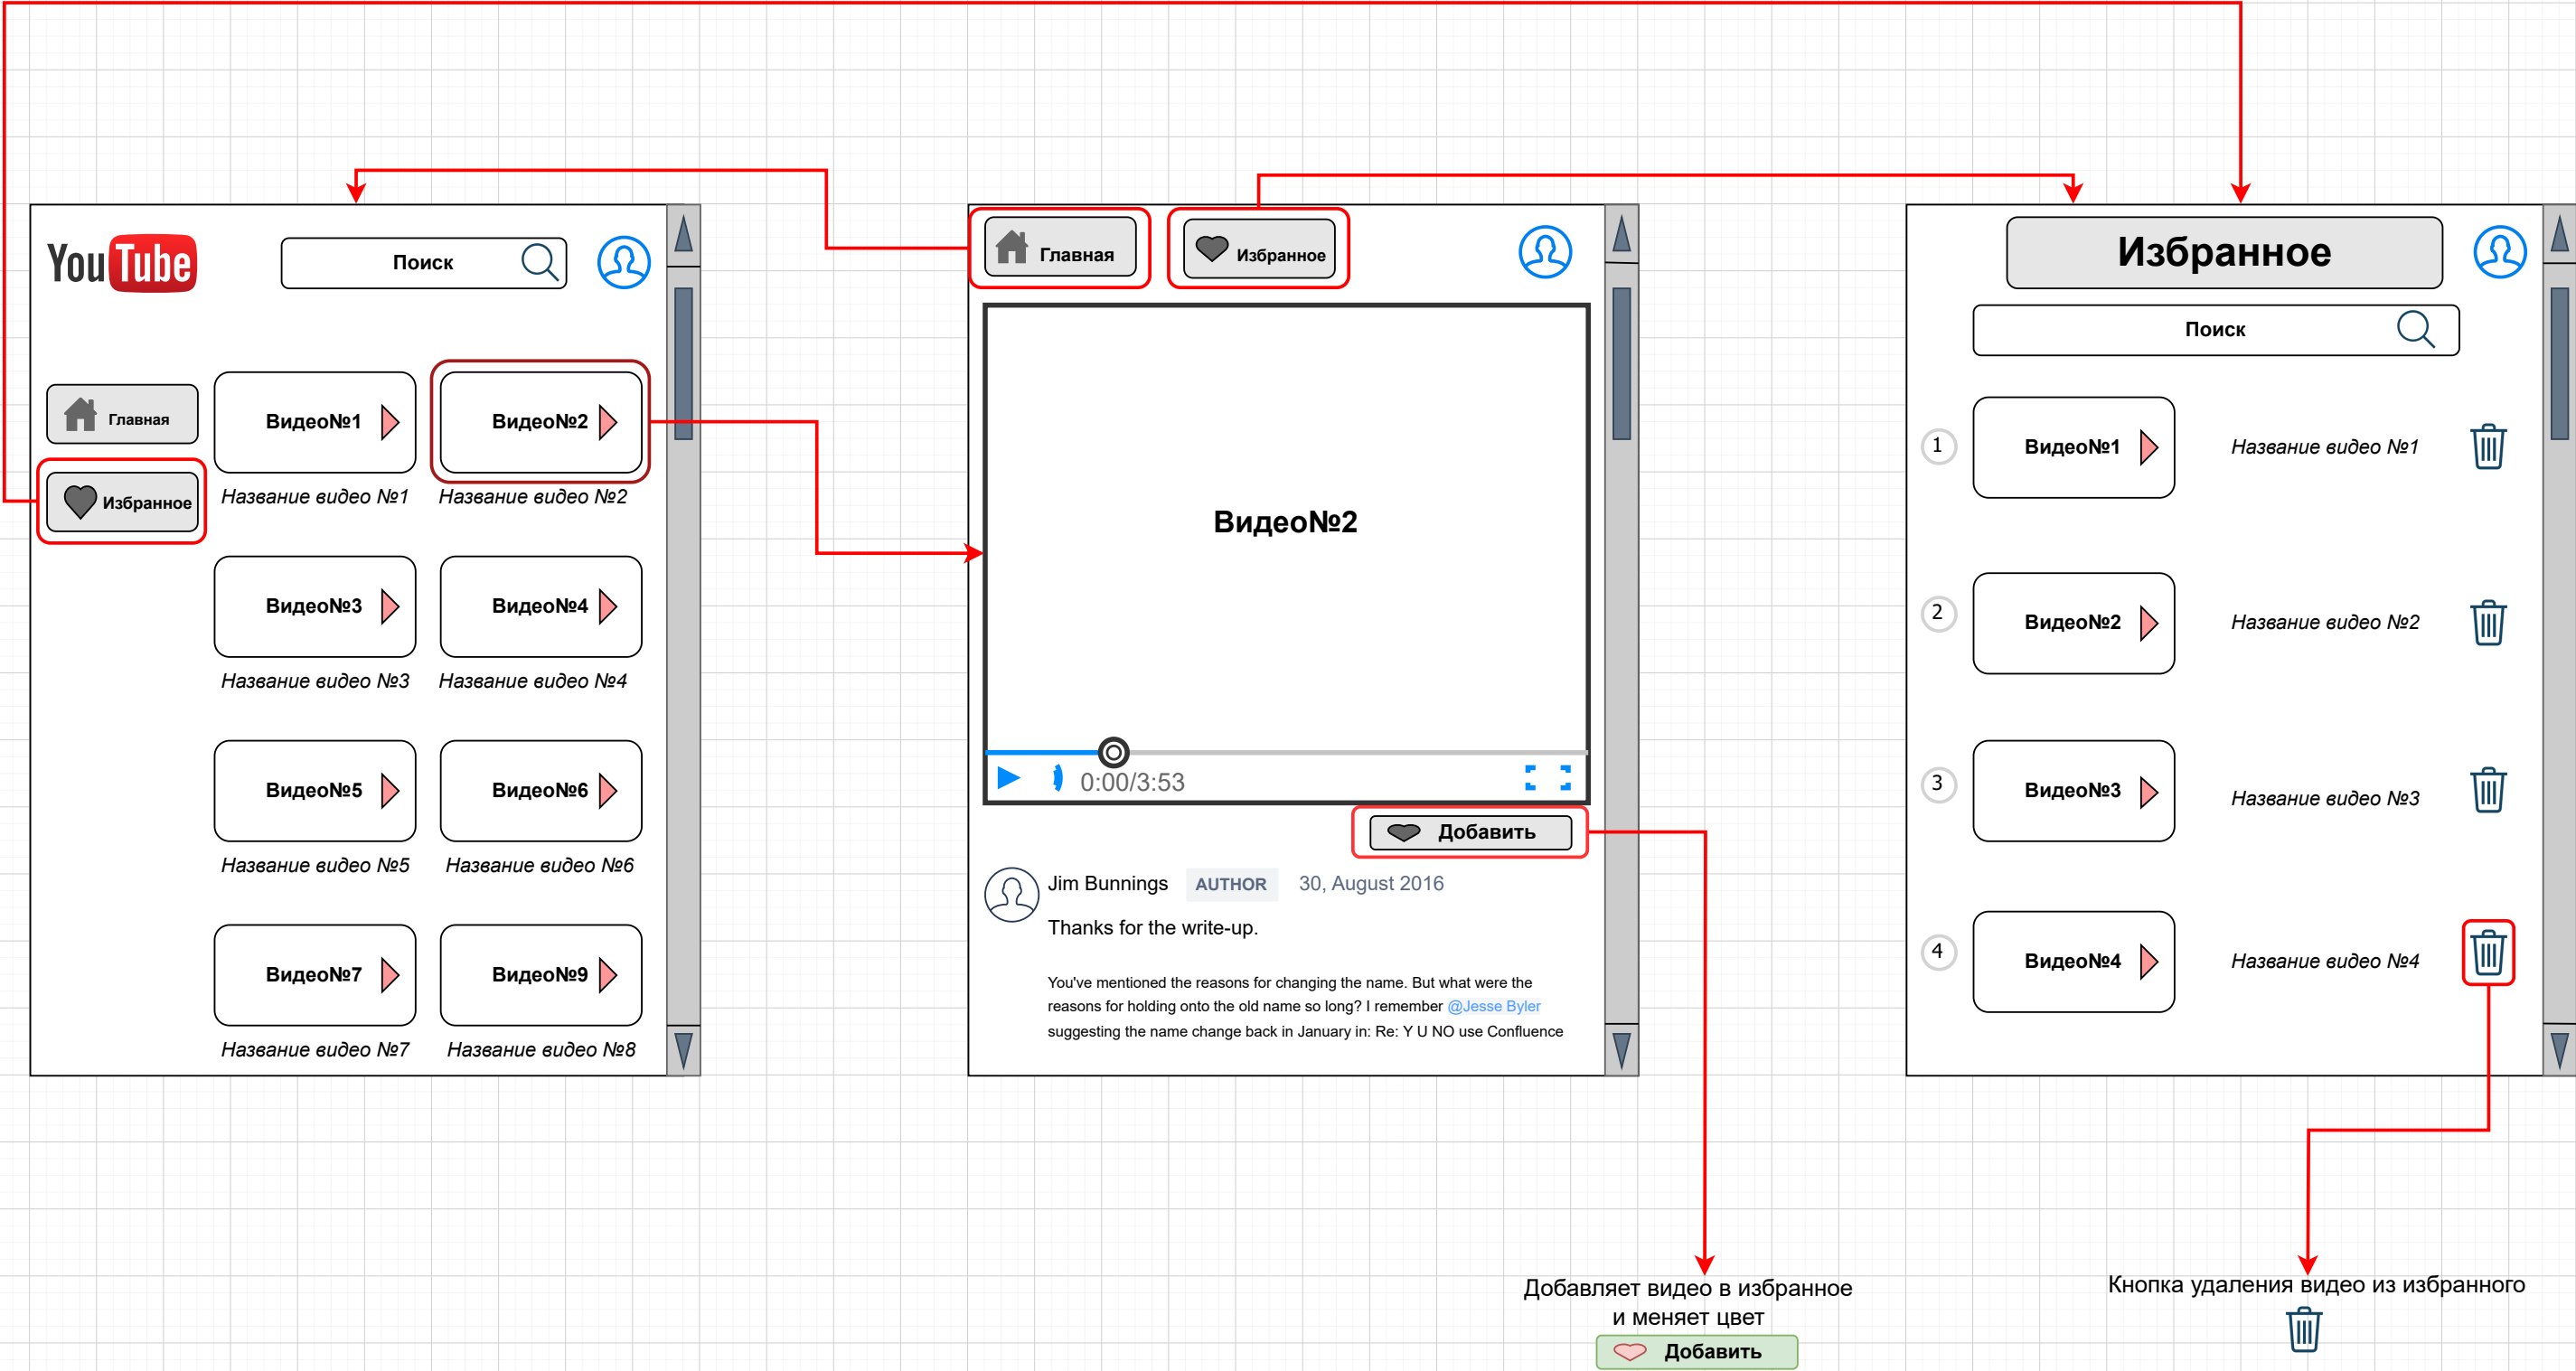 YouTube
Поиск
Главная
Избранное
Видео№1
Видео№2
Название видео №1
Название видео №2
Видео№3
Видео№4
Название видео №3
Название видео №4
Видео№5
Видео№6
Название видео №5
Название видео №6
Видео№7
Видео№9
Название видео №7
Название видео №8
Главная
Избранное
Видео№2
0:00/3:53
Добавить
Jim Bunnings AUTHOR 30, August 2016
Thanks for the write-up.
You've mentioned the reasons for changing the name. But what were the
reasons for holding onto the old name so long? I remember @Jesse Byler
suggesting the name change back in January in: Re: Y U NO use Confluence
Избранное
Поиск
1 Видео№1 Название видео №1
2 Видео№2 Название видео №2
3 Видео№3 Название видео №3
4 Видео№4 Название видео №4
Добавляет видео в избранное
и меняет цвет
Добавить
Кнопка удаления видео из избранного